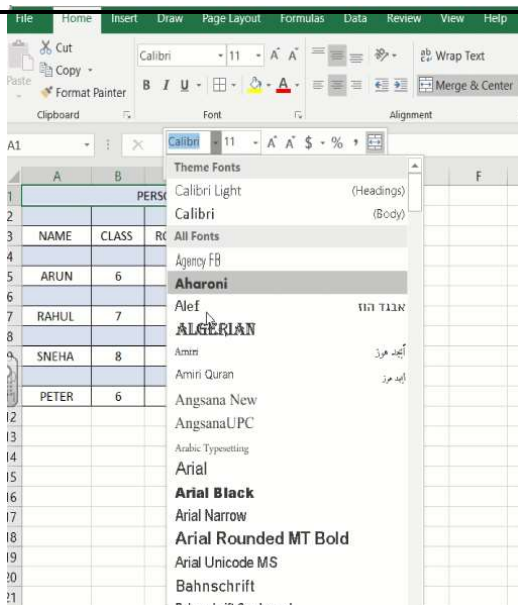 File Home Insert Draw Page Layout Formulas Data Review View Help
Cut
Copy
Paste
Format Painter
Calibri 11 A A
B I U A
ab Wrap Text
Merge & Center
Clipboard Font Alignment
A1 Calibri 11 A A $ % ,
Theme Fonts
Calibri Light (Headings)
Calibri (Body)
All Fonts
Agency FB
Aharoni
Alef אבגד הוז
ALGERIAN
Amiri أبجد هوز
Amiri Quran أبجد هوز
Angsana New
AngsanaUPC
Arabic Typesetting
Arial
Arial Black
Arial Narrow
Arial Rounded MT Bold
Arial Unicode MS
Bahnschrift
A B F
1
2
3 NAME CLASS
4
5 ARUN 6
6
7 RAHUL 7
8
9 SNEHA 8
PETER 6
12
13
14
15
16
17
18
19
20
21